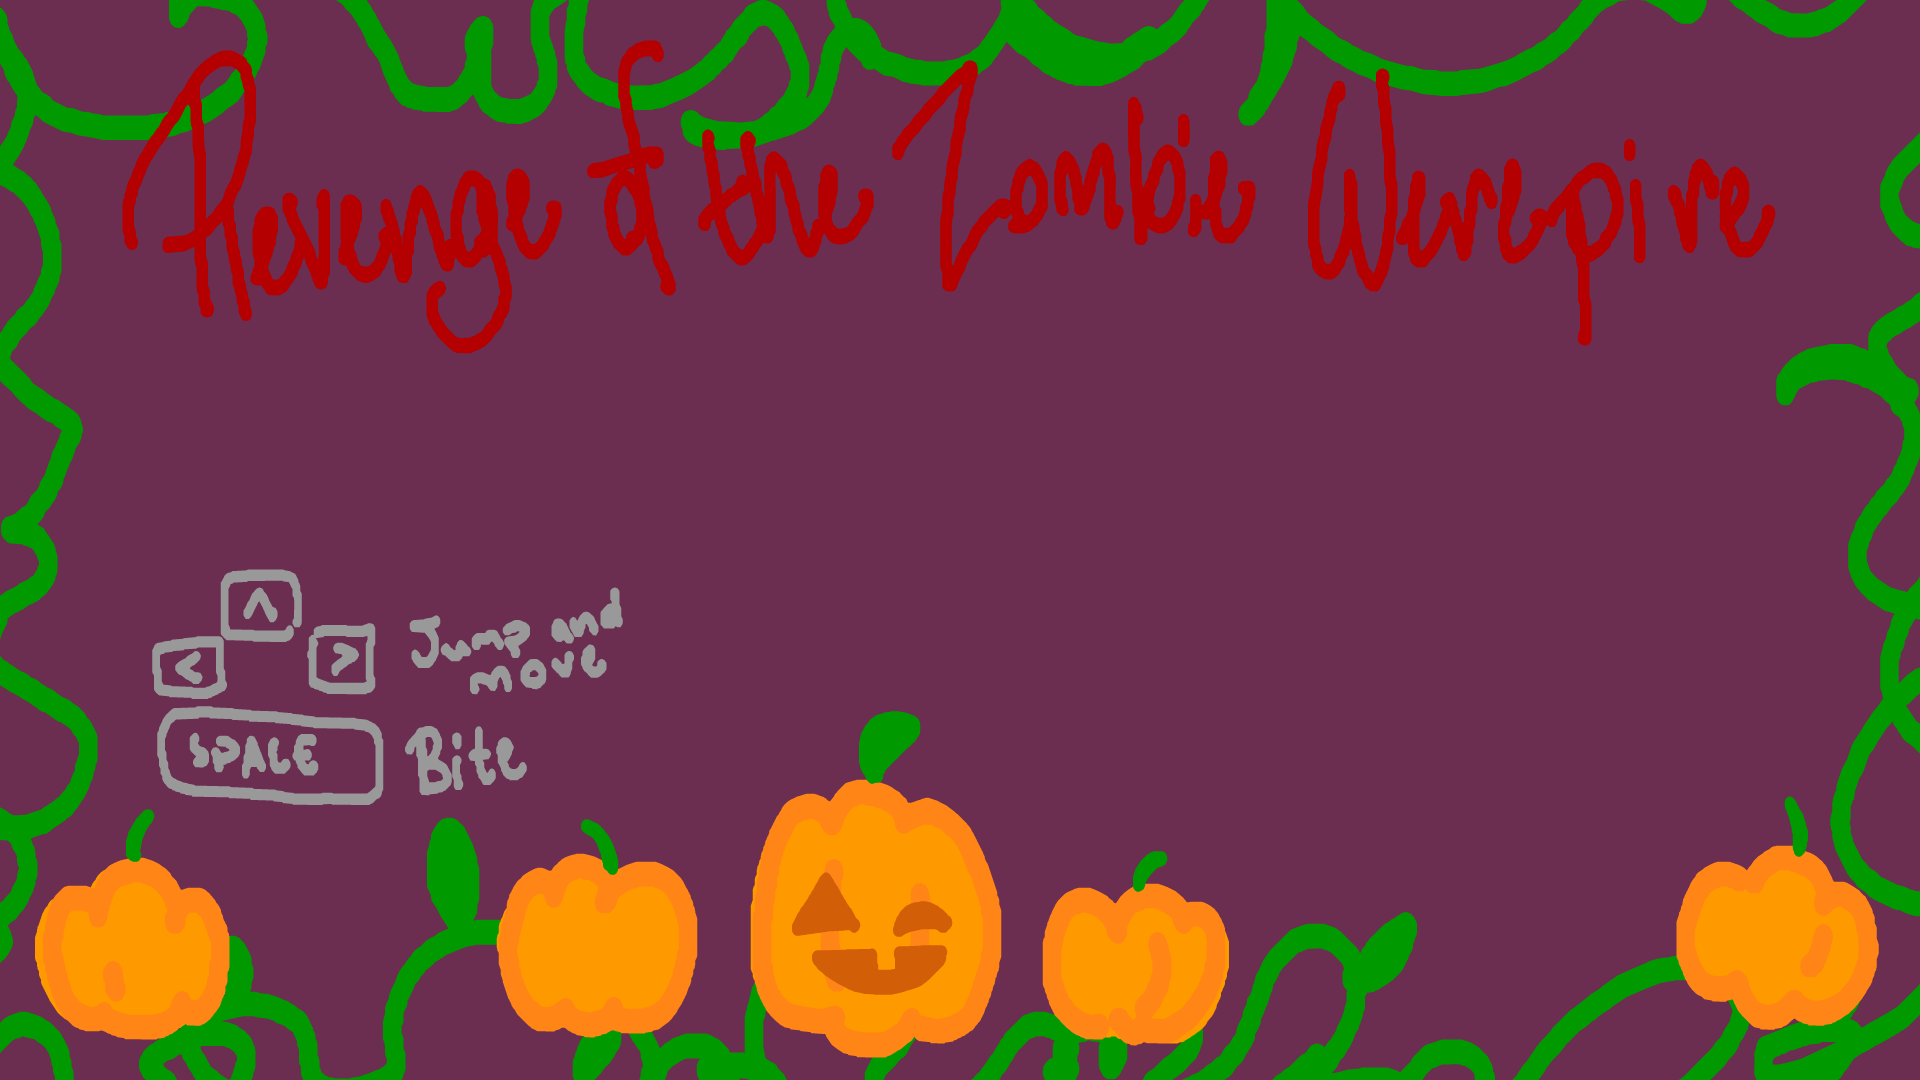 Revenge of the Zombie Werepire
^
< >
Jump and
move
SPACE
Bite